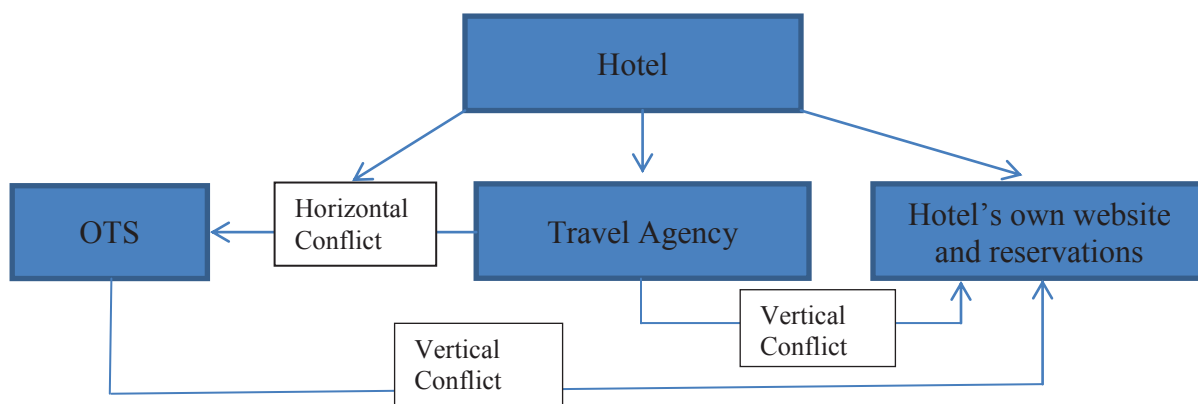 Hotel
OTS
Horizontal
Conflict
Travel Agency
Hotel’s own website
and reservations
Vertical
Conflict
Vertical
Conflict